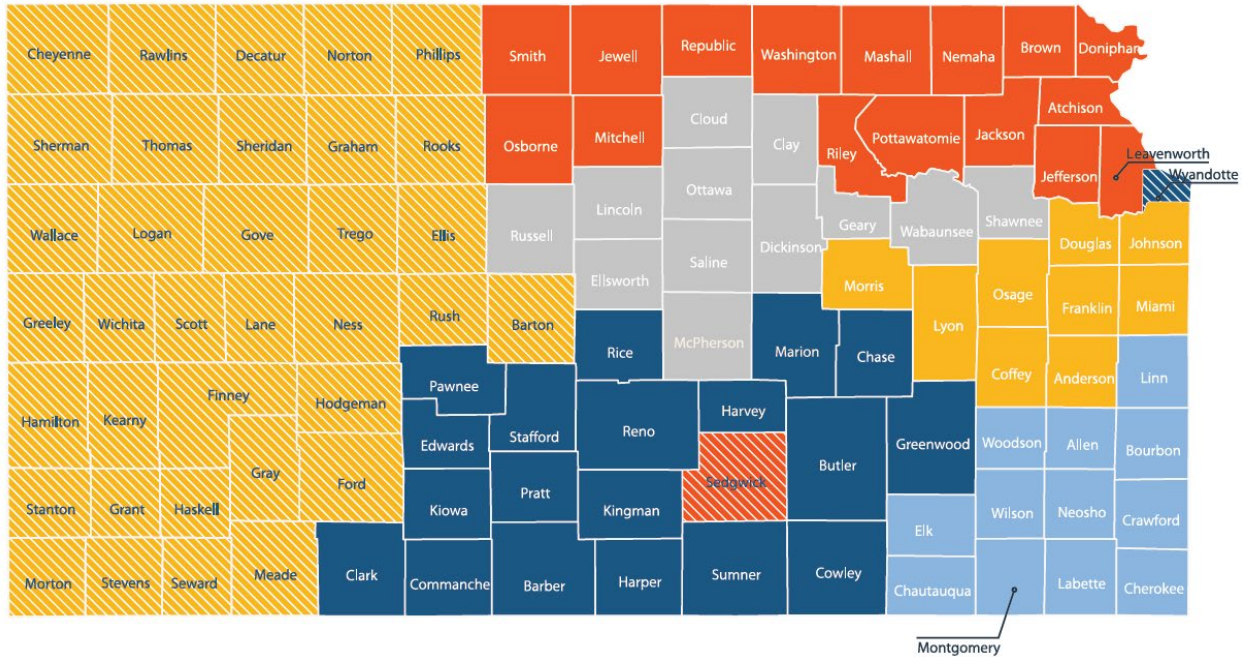 Cheyenne
Rawlins
Decatur
Norton
Phillips
Smith
Jewell
Republic
Washington
Mashall
Nemaha
Brown
Doniphan
Sherman
Thomas
Sheridan
Graham
Rooks
Osborne
Mitchell
Cloud
Clay
Riley
Pottawatomie
Jackson
Atchison
Jefferson
Leavenworth
Wyandotte
Wallace
Logan
Gove
Trego
Ellis
Russell
Lincoln
Ottawa
Dickinson
Geary
Wabaunsee
Shawnee
Douglas
Johnson
Ellsworth
Saline
Morris
Osage
Franklin
Miami
Greeley
Wichita
Scott
Lane
Ness
Rush
Barton
Rice
McPherson
Marion
Chase
Lyon
Coffey
Anderson
Linn
Hamilton
Kearny
Finney
Hodgeman
Pawnee
Edwards
Stafford
Reno
Harvey
Butler
Greenwood
Woodson
Allen
Bourbon
Stanton
Grant
Haskell
Gray
Ford
Kiowa
Pratt
Kingman
Sedgwick
Elk
Wilson
Neosho
Crawford
Morton
Stevens
Seward
Meade
Clark
Commanche
Barber
Harper
Sumner
Cowley
Chautauqua
Montgomery
Labette
Cherokee